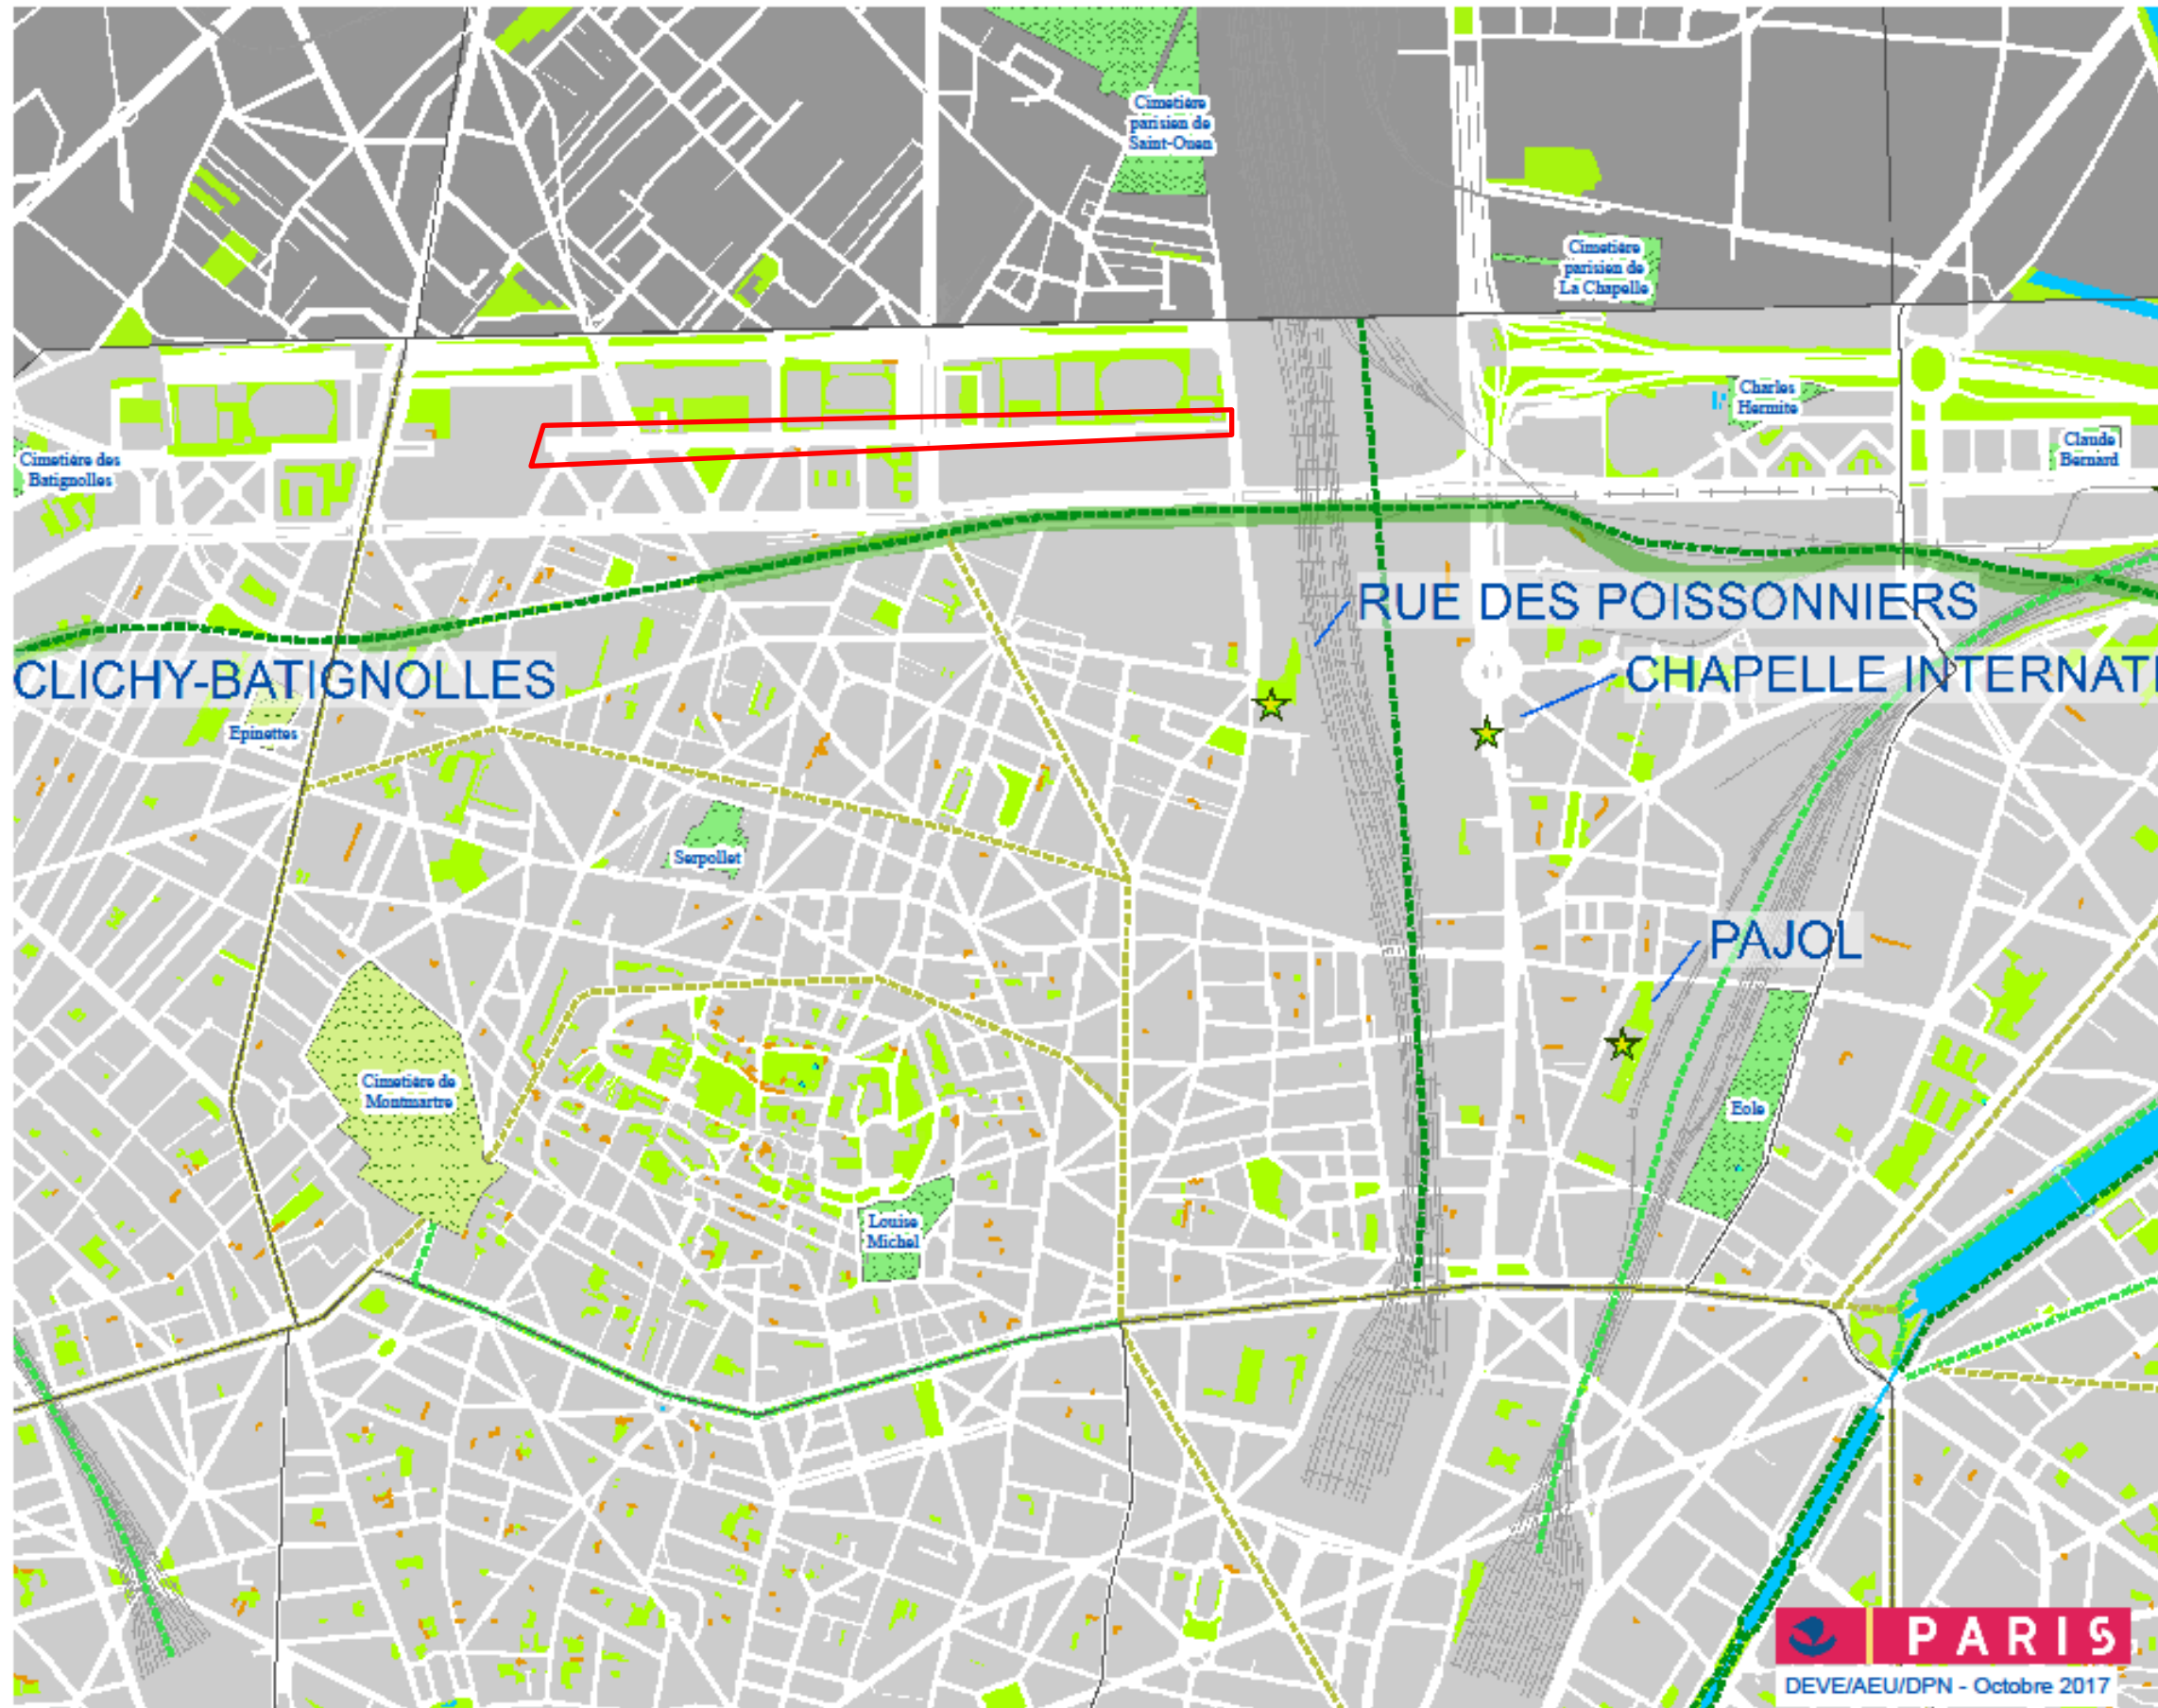 Cimetière
parisien de
Saint-Ouen
Cimetière
parisien de
La Chapelle
Charles
Hermite
Claude
Bernard
Cimetière des
Batignolles
RUE DES POISSONNIERS
CHAPELLE INTERNATI
CLICHY-BATIGNOLLES
Epinettes
Serpollet
PAJOL
Cimetière de
Montmartre
Eole
Louise
Michel
PARIS
DEVE/AEU/DPN - Octobre 2017